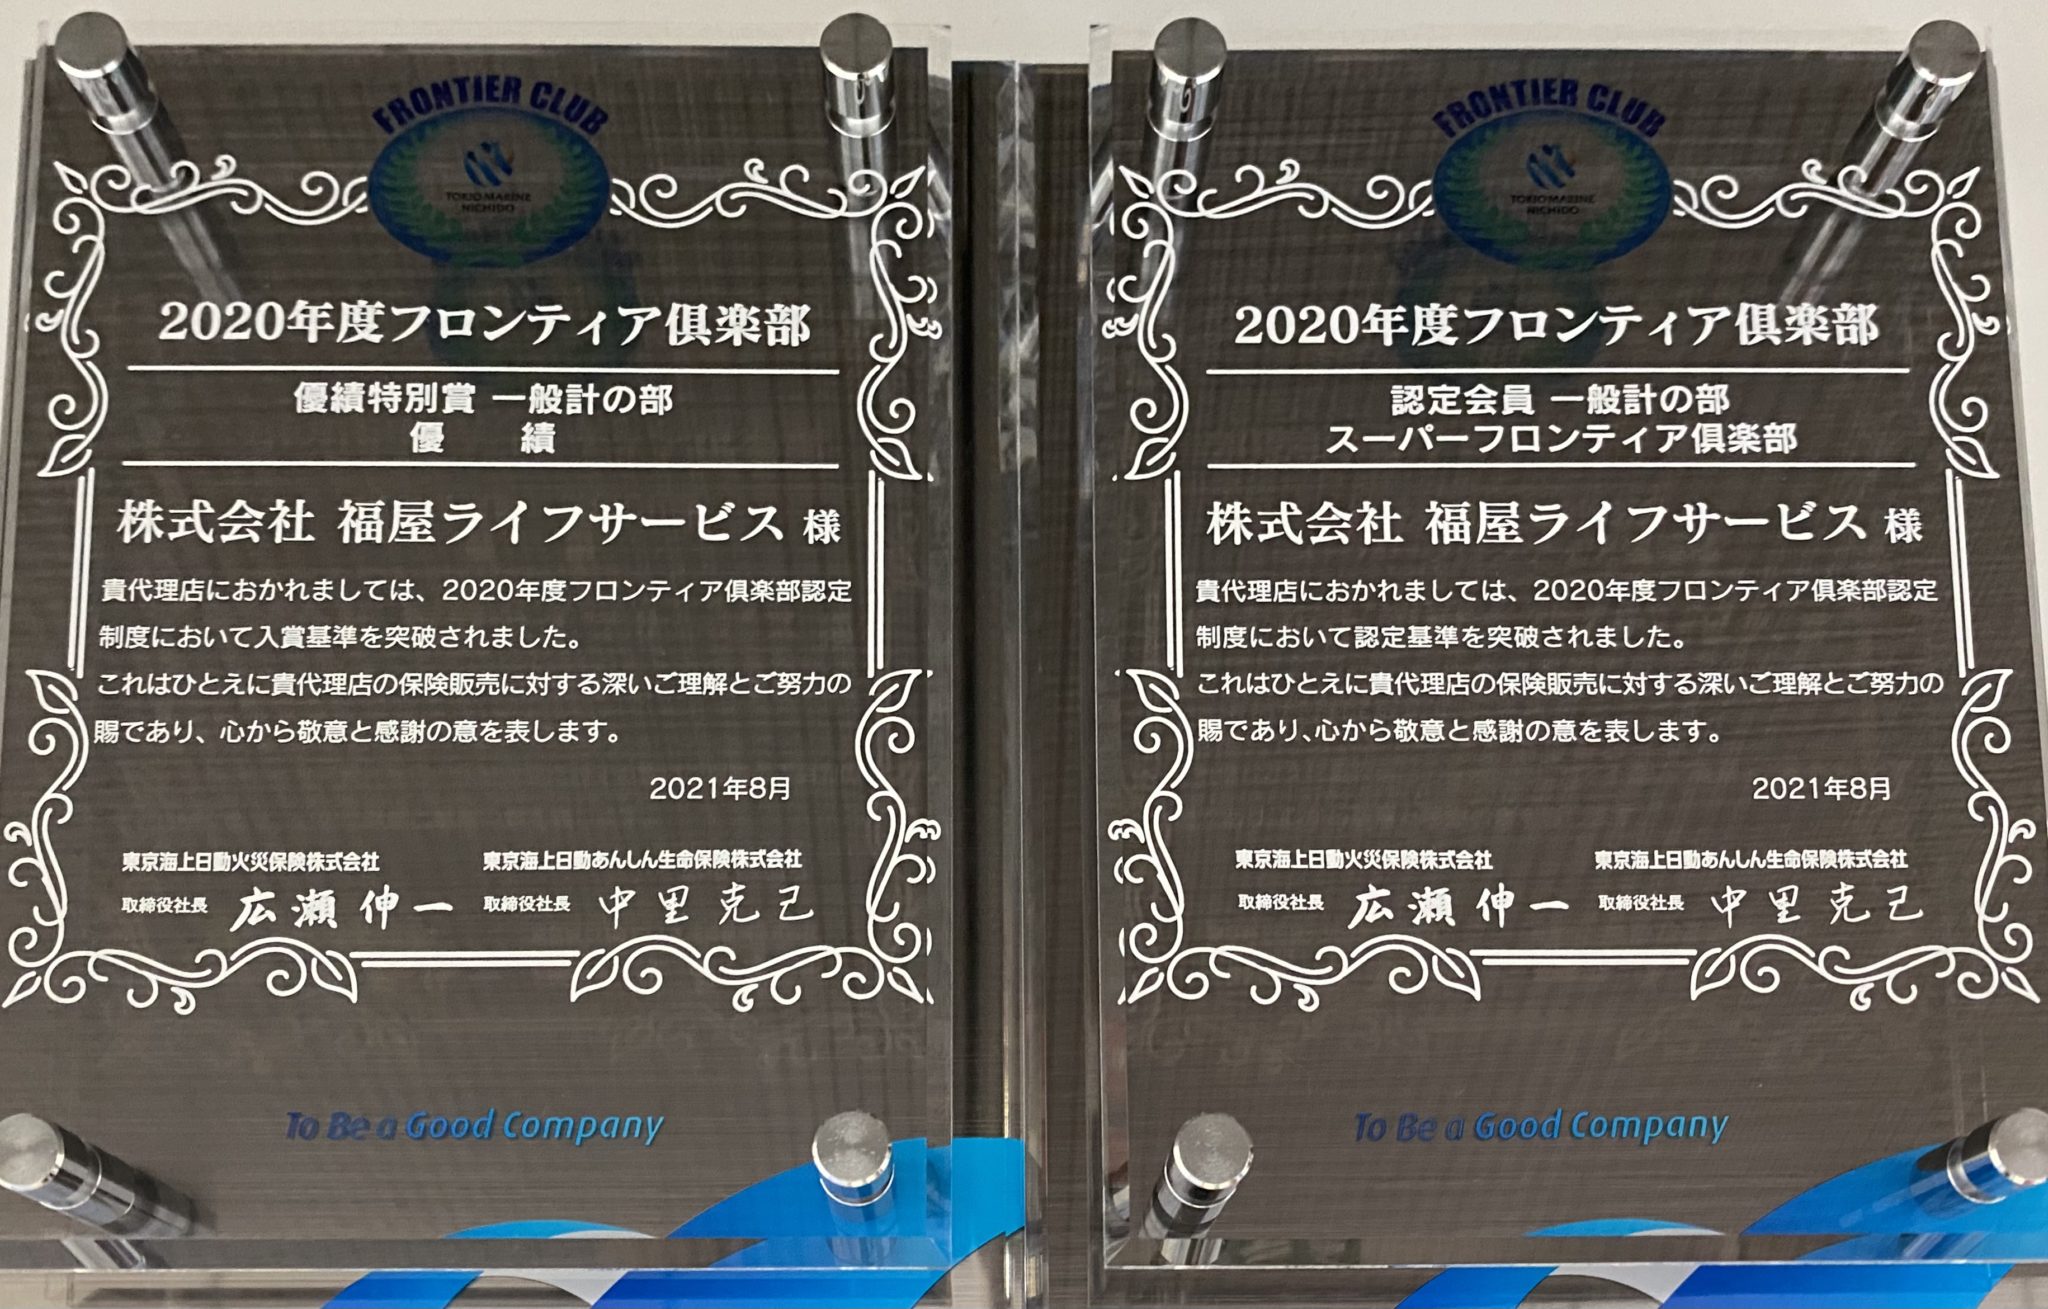 FRONTIER CLUB
TOKIO MARINE
NICHIDO
2020年度フロンティア倶楽部
優績特別賞 一般計の部
優 績
株式会社 福屋ライフサービス 様
貴代理店におかれましては、2020年度フロンティア倶楽部認定
制度において入賞基準を突破されました。
これはひとえに貴代理店の保険販売に対する深いご理解とご努力の
賜であり、心から敬意と感謝の意を表します。
2021年8月
東京海上日動火災保険株式会社
取締役社長 広瀬伸一
東京海上日動あんしん生命保険株式会社
取締役社長 中里克己
To Be a Good Company
FRONTIER CLUB
TOKIO MARINE
NICHIDO
2020年度フロンティア倶楽部
認定会員 一般計の部
スーパーフロンティア倶楽部
株式会社 福屋ライフサービス 様
貴代理店におかれましては、2020年度フロンティア倶楽部認定
制度において認定基準を突破されました。
これはひとえに貴代理店の保険販売に対する深いご理解とご努力の
賜であり、心から敬意と感謝の意を表します。
2021年8月
東京海上日動火災保険株式会社
取締役社長 広瀬伸一
東京海上日動あんしん生命保険株式会社
取締役社長 中里克己
To Be a Good Company